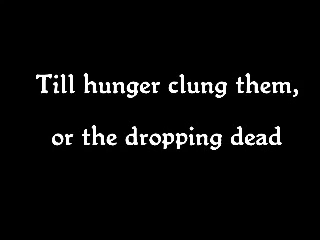 Till hunger clung them,
or the dropping dead